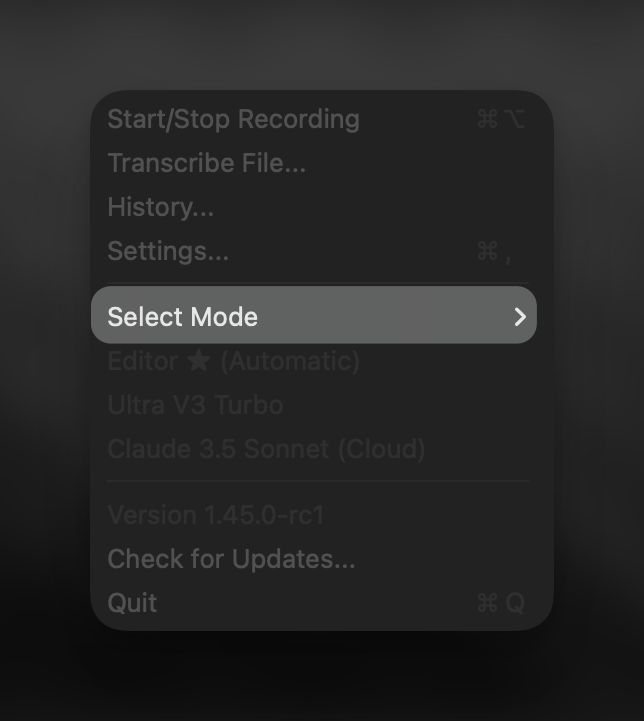 Start/Stop Recording ⌘⌥
Transcribe File...
History...
Settings... ⌘ ,
Select Mode >
Editor ★ (Automatic)
Ultra V3 Turbo
Claude 3.5 Sonnet (Cloud)
Version 1.45.0-rc1
Check for Updates...
Quit ⌘ Q